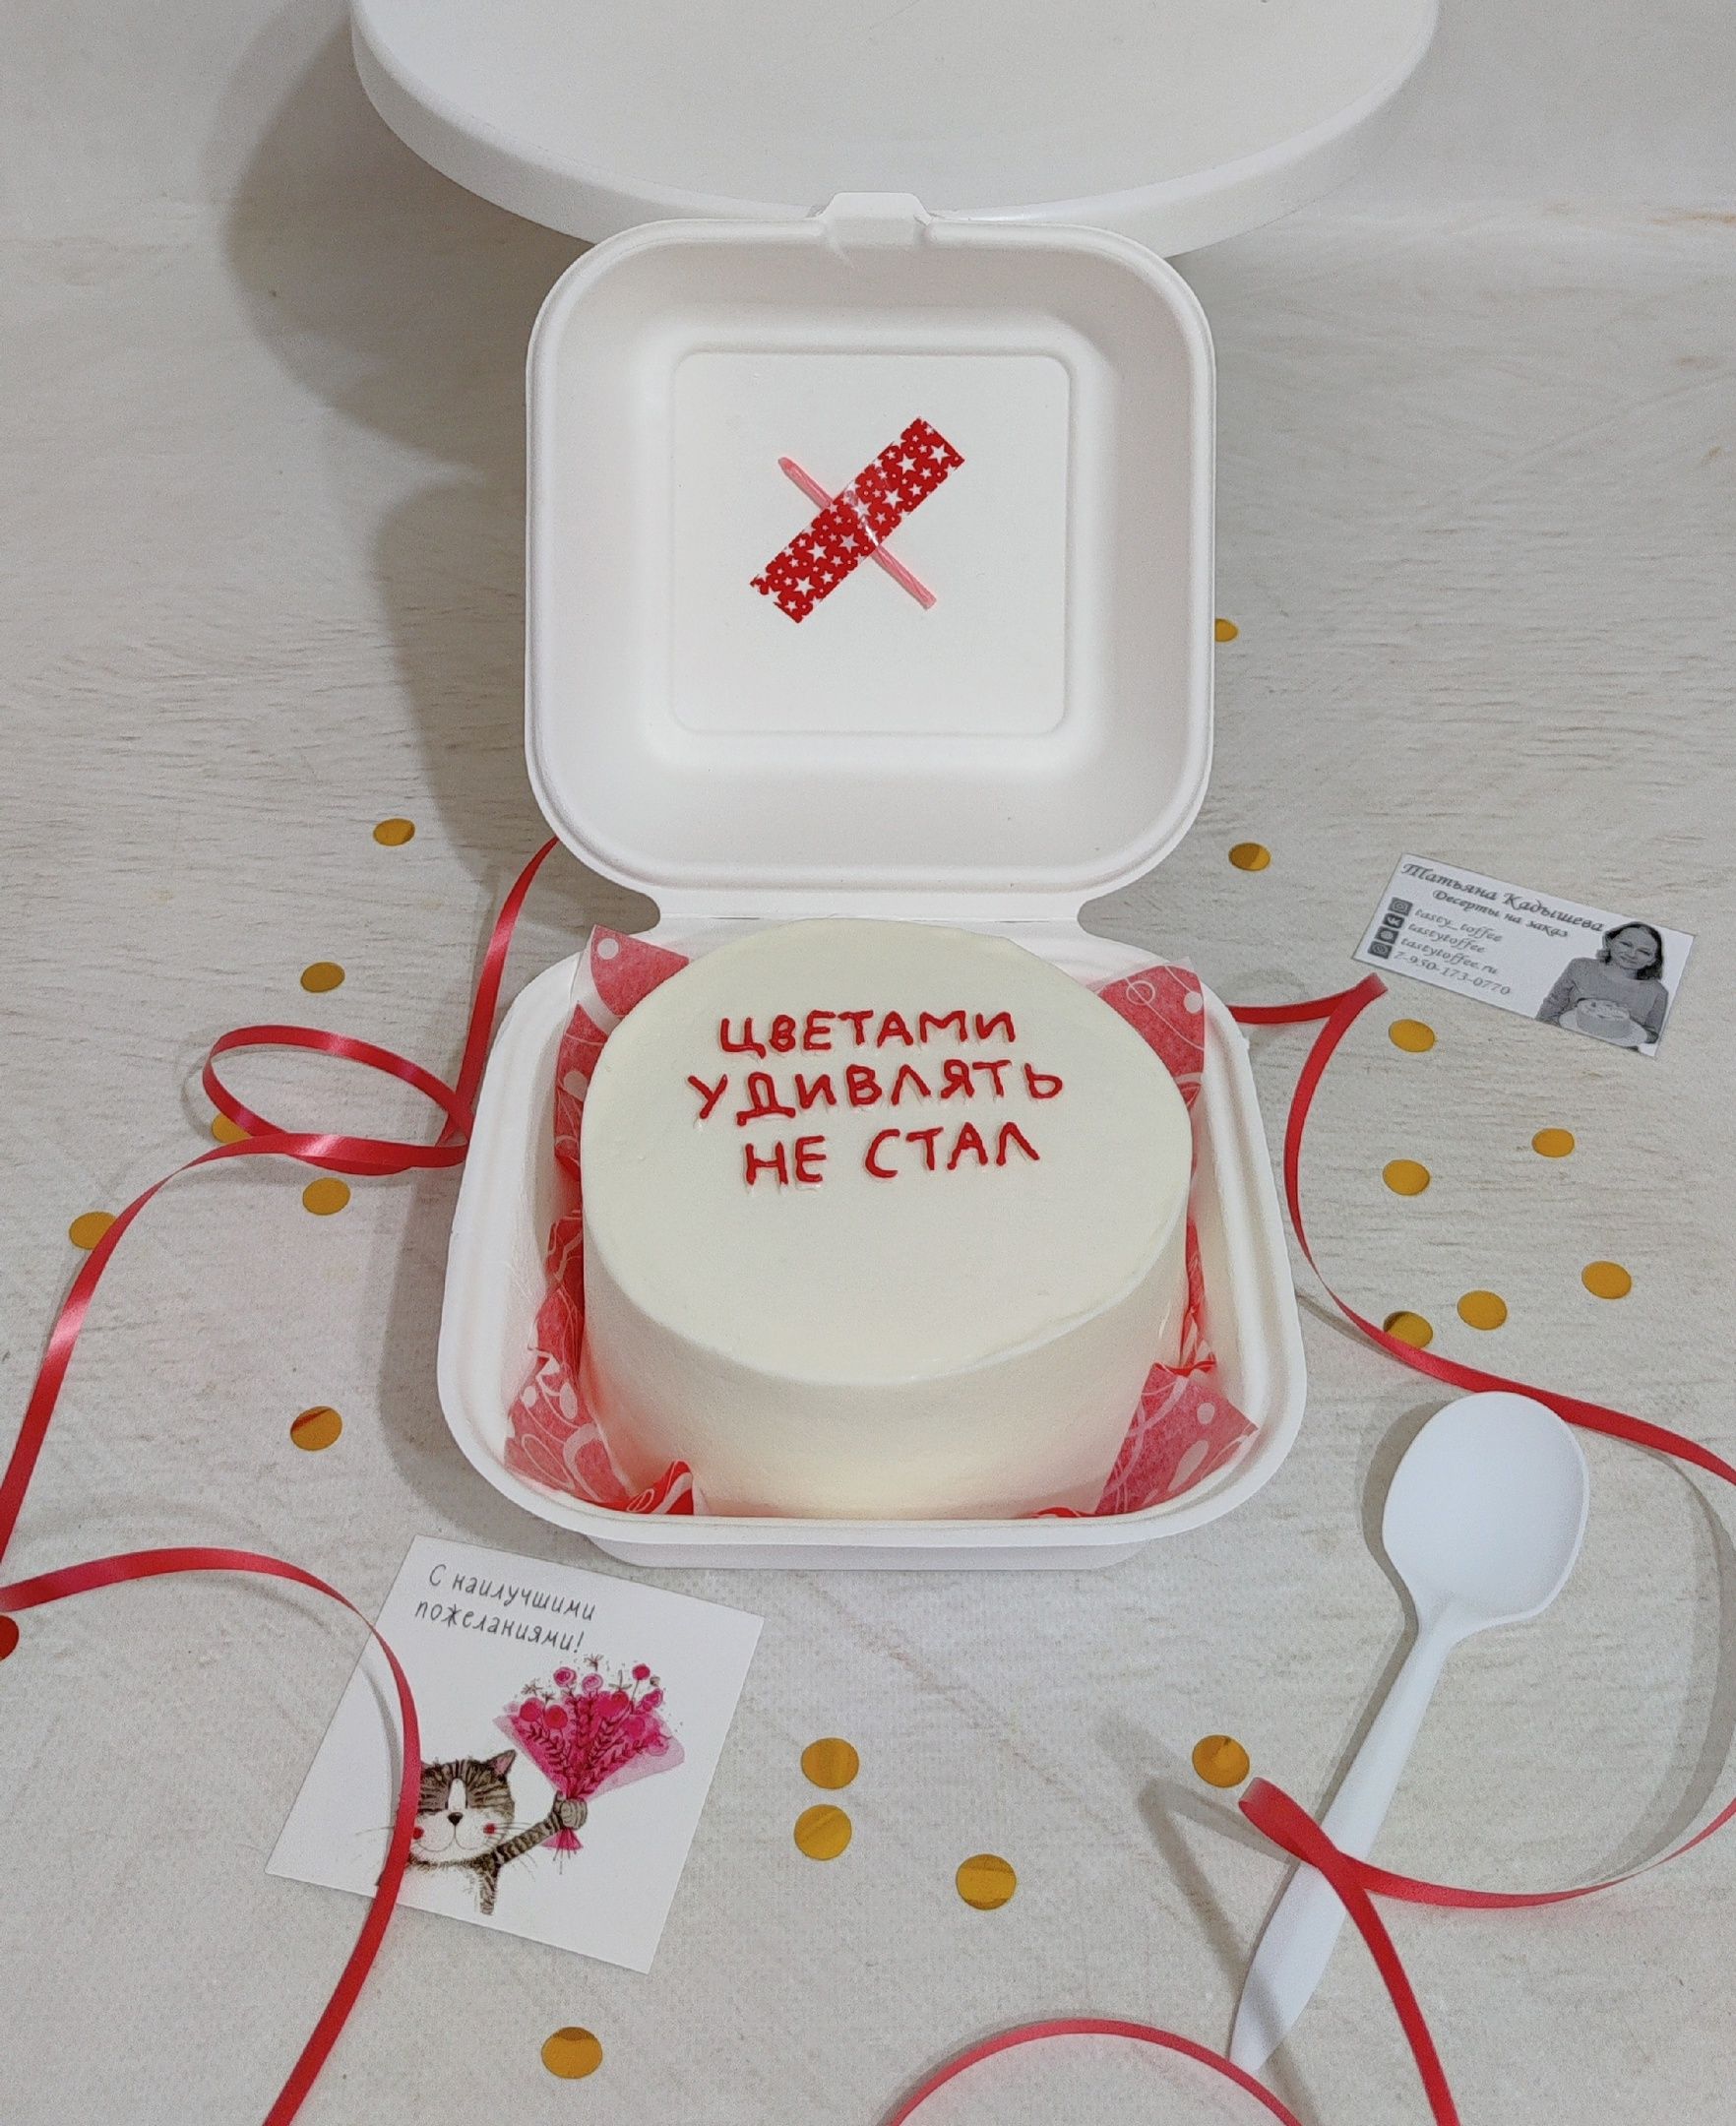 ЦВЕТАМИ
УДИВЛЯТЬ
НЕ СТАЛ
Татьяна Кадышева
Десерты на заказ
tasty_toffee
tastytoffee
tastytoffee.ru
7-950-173-0770
С наилучшими
пожеланиями!